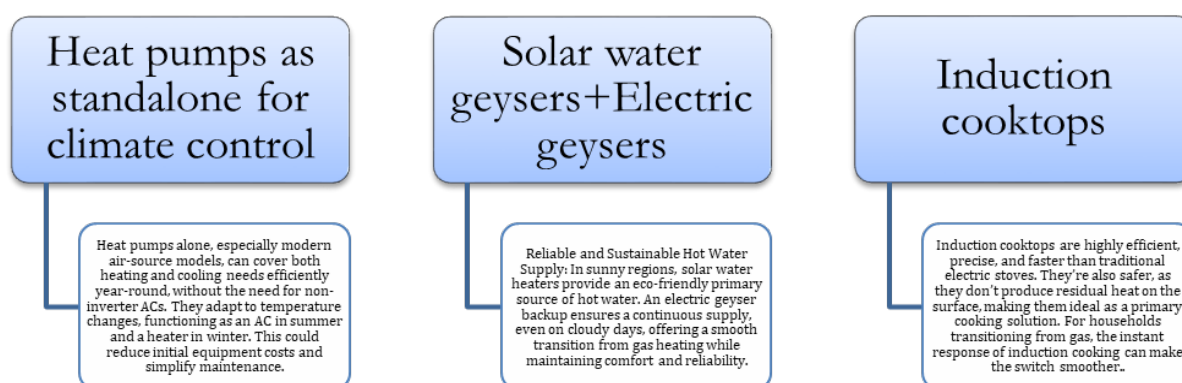 Heat pumps as
standalone for
climate control
Heat pumps alone, especially modern
air-source models, can cover both
heating and cooling needs efficiently
year-round, without the need for non-
inverter ACs. They adapt to temperature
changes, functioning as an AC in summer
and a heater in winter. This could
reduce initial equipment costs and
simplify maintenance.
Solar water
geysers+Electric
geysers
Reliable and Sustainable Hot Water
Supply: In sunny regions, solar water
heaters provide an eco-friendly primary
source of hot water. An electric geyser
backup ensures a continuous supply,
even on cloudy days, offering a smooth
transition from gas heating while
maintaining comfort and reliability.
Induction
cooktops
Induction cooktops are highly efficient,
precise, and faster than traditional
electric stoves. They're also safer, as
they don't produce residual heat on the
surface, making them ideal as a primary
cooking solution. For households
transitioning from gas, the instant
response of induction cooking can make
the switch smoother..